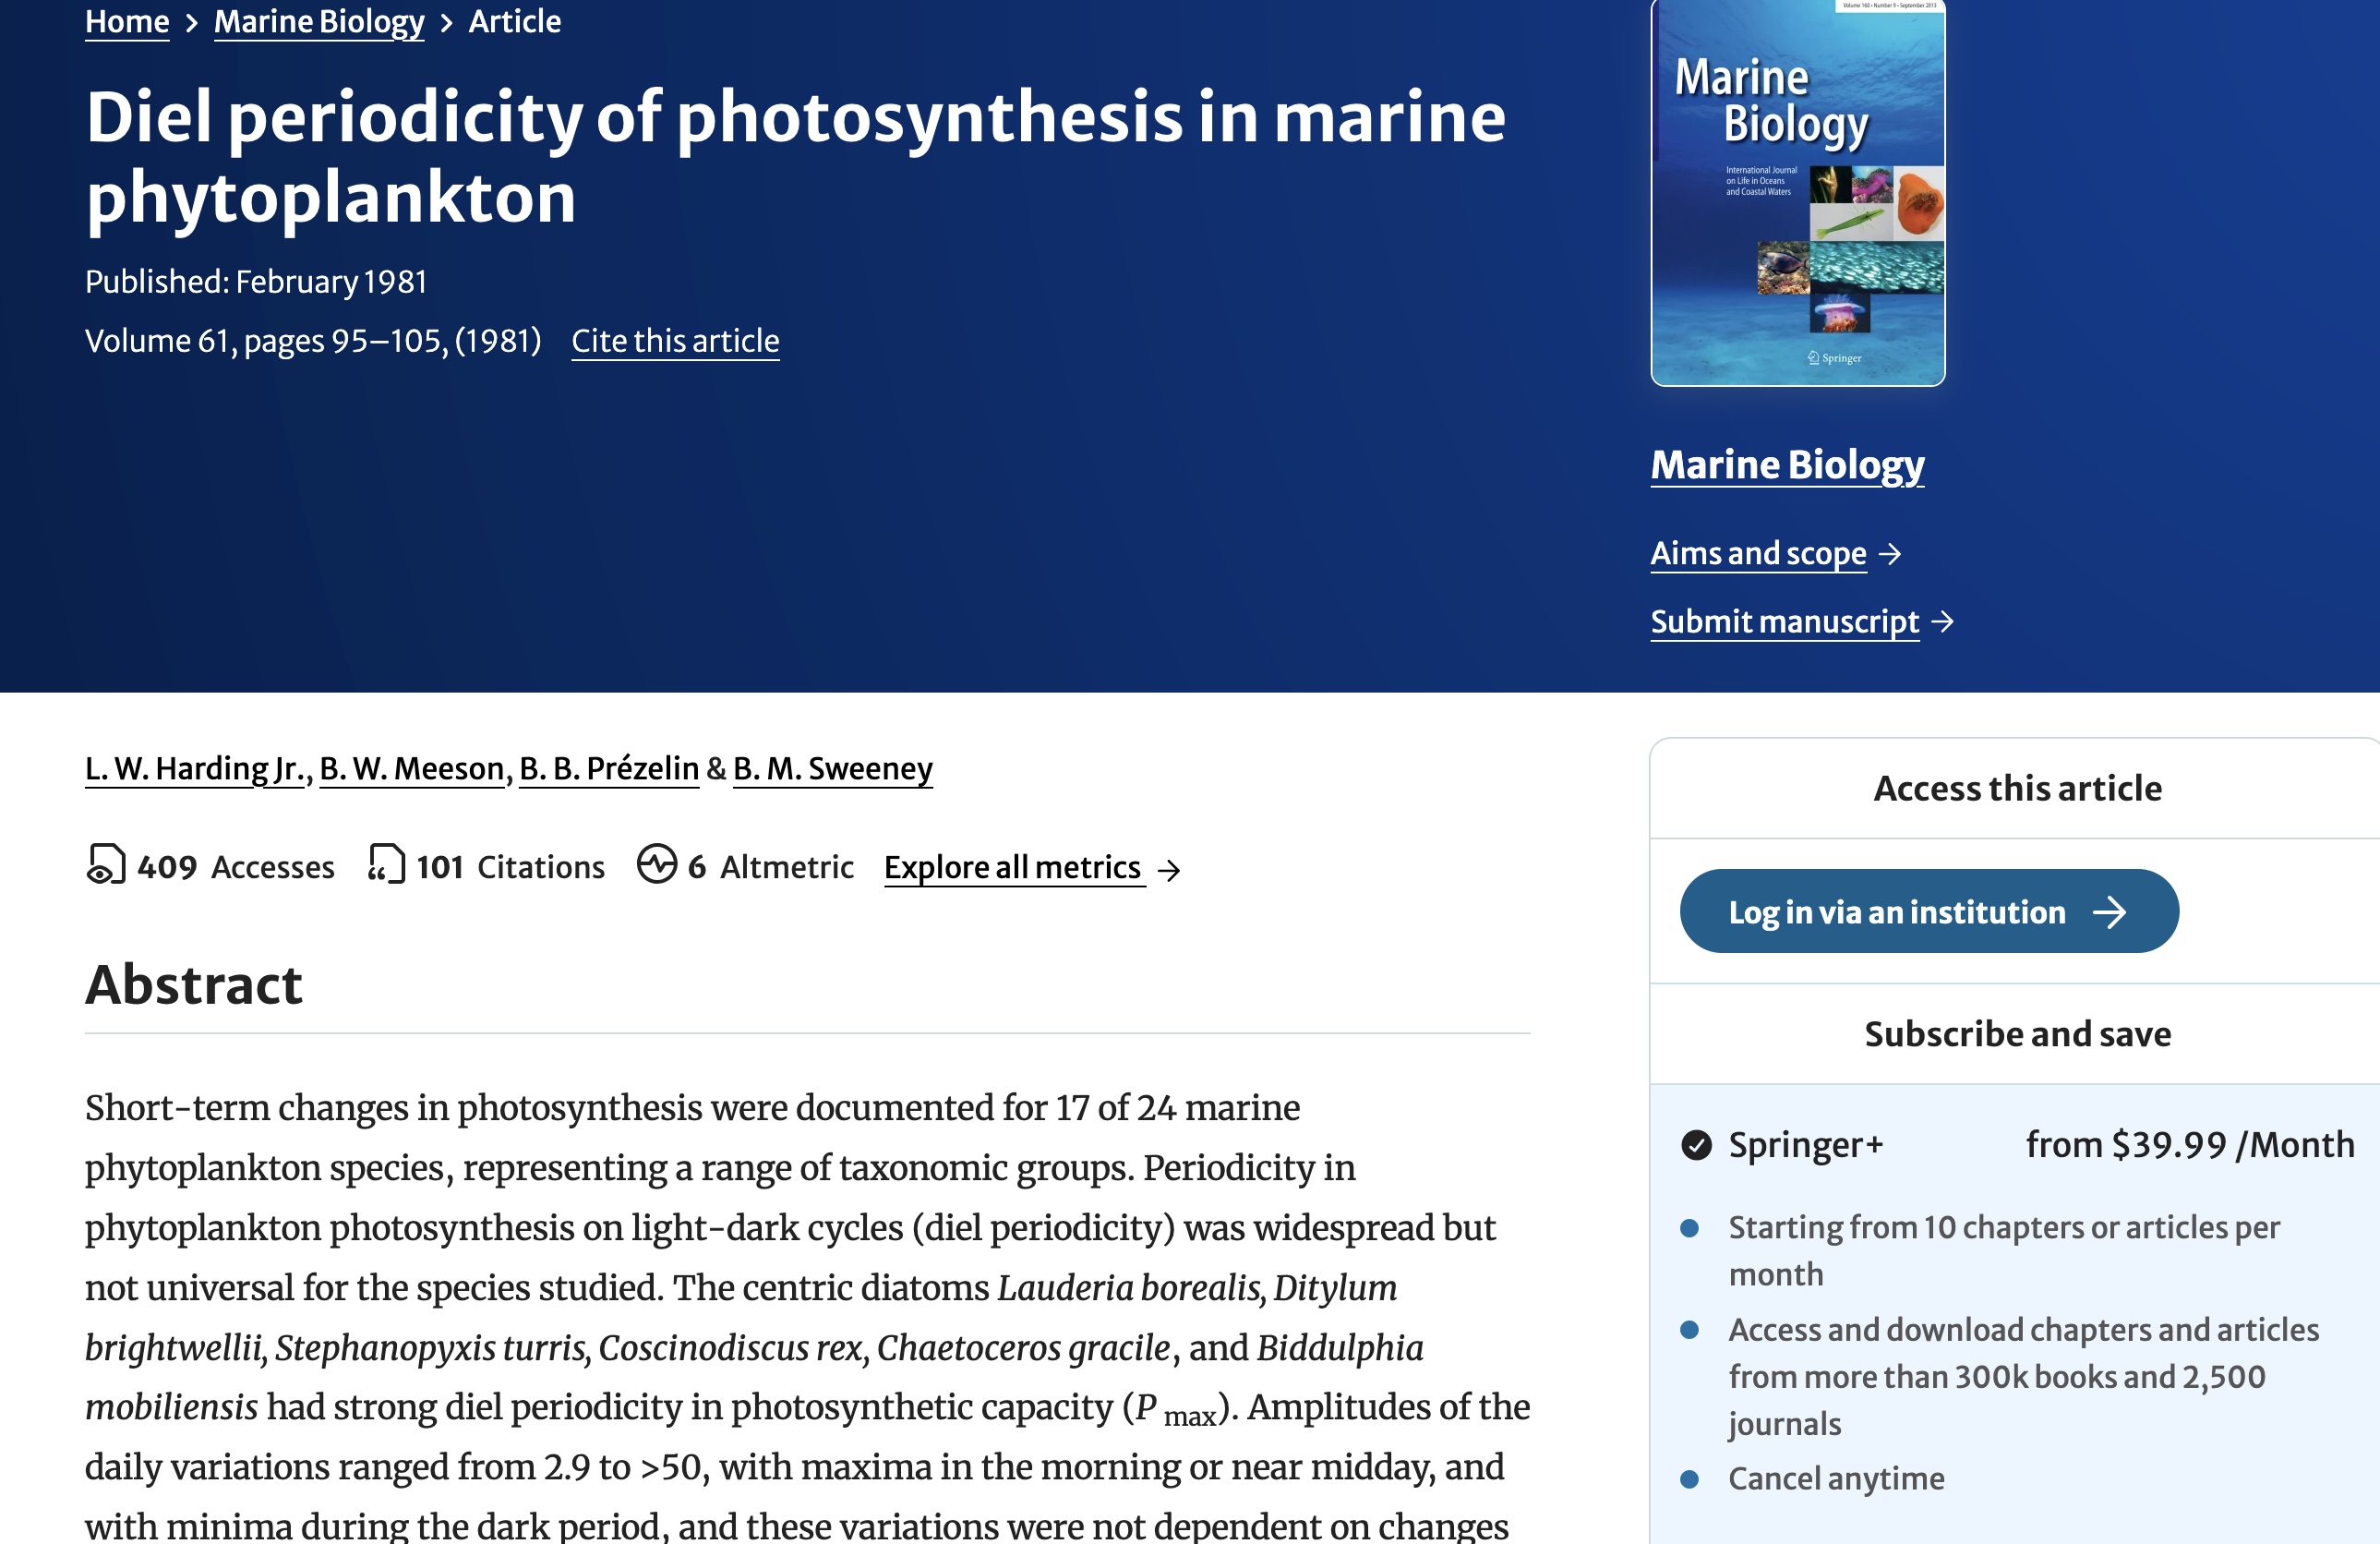 Home > Marine Biology > Article
Diel periodicity of photosynthesis in marine
phytoplankton
Published: February 1981
Volume 61, pages 95–105, (1981) Cite this article
Volume 160 • Number 9 • September 2013
Marine
Biology
International Journal
on Life in Oceans
and Coastal Waters
Springer
Marine Biology
Aims and scope →
Submit manuscript →
L. W. Harding Jr., B. W. Meeson, B. B. Prézelin & B. M. Sweeney
409 Accesses 101 Citations 6 Altmetric Explore all metrics →
Abstract
Short-term changes in photosynthesis were documented for 17 of 24 marine
phytoplankton species, representing a range of taxonomic groups. Periodicity in
phytoplankton photosynthesis on light-dark cycles (diel periodicity) was widespread but
not universal for the species studied. The centric diatoms Lauderia borealis, Ditylum
brightwellii, Stephanopyxis turris, Coscinodiscus rex, Chaetoceros gracile, and Biddulphia
mobiliensis had strong diel periodicity in photosynthetic capacity (P max). Amplitudes of the
daily variations ranged from 2.9 to >50, with maxima in the morning or near midday, and
with minima during the dark period, and these variations were not dependent on changes
Access this article
Log in via an institution →
Subscribe and save
Springer+ from $39.99 /Month
Starting from 10 chapters or articles per
month
Access and download chapters and articles
from more than 300k books and 2,500
journals
Cancel anytime